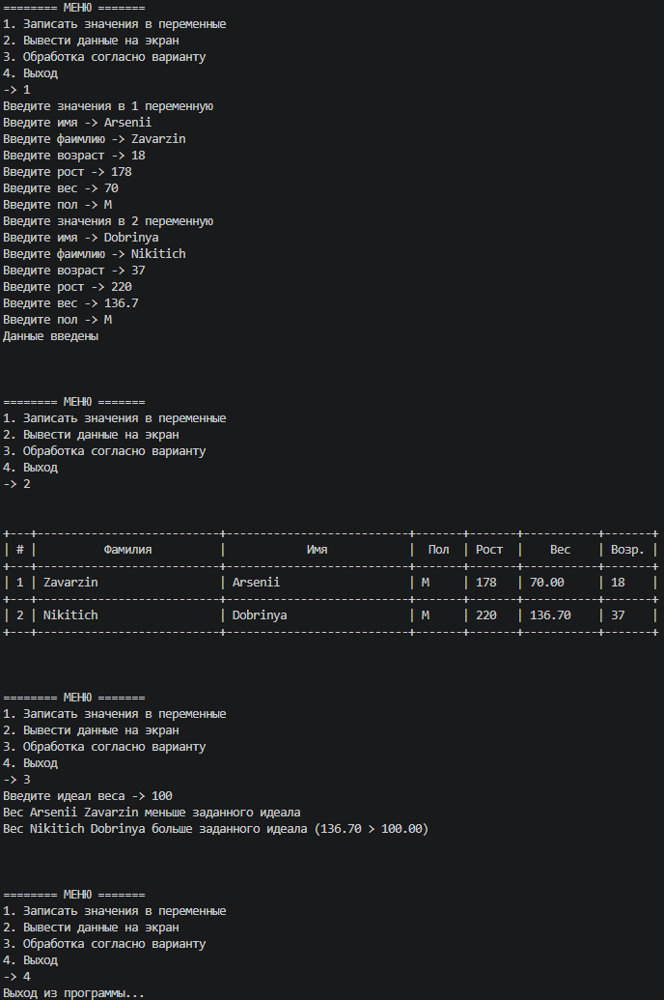 ======== МЕНЮ =======
1. Записать значения в переменные
2. Вывести данные на экран
3. Обработка согласно варианту
4. Выход
-> 1
Введите значения в 1 переменную
Введите имя -> Arsenii
Введите фаимлию -> Zavarzin
Введите возраст -> 18
Введите рост -> 178
Введите вес -> 70
Введите пол -> M
Введите значения в 2 переменную
Введите имя -> Dobrinya
Введите фаимлию -> Nikitich
Введите возраст -> 37
Введите рост -> 220
Введите вес -> 136.7
Введите пол -> M
Данные введены
======== МЕНЮ =======
1. Записать значения в переменные
2. Вывести данные на экран
3. Обработка согласно варианту
4. Выход
-> 2
+---+---------------------------+---------------------------+-------+-------+-----------+-------+
| # |          Фамилия          |            Имя            |  Пол  | Рост  |    Вес    | Возр. |
+---+---------------------------+---------------------------+-------+-------+-----------+-------+
| 1 | Zavarzin                  | Arsenii                   | M     | 178   | 70.00     | 18    |
+---+---------------------------+---------------------------+-------+-------+-----------+-------+
| 2 | Nikitich                  | Dobrinya                  | M     | 220   | 136.70    | 37    |
+---+---------------------------+---------------------------+-------+-------+-----------+-------+
======== МЕНЮ =======
1. Записать значения в переменные
2. Вывести данные на экран
3. Обработка согласно варианту
4. Выход
-> 3
Введите идеал веса -> 100
Вес Arsenii Zavarzin меньше заданного идеала
Вес Nikitich Dobrinya больше заданного идеала (136.70 > 100.00)
======== МЕНЮ =======
1. Записать значения в переменные
2. Вывести данные на экран
3. Обработка согласно варианту
4. Выход
-> 4
Выход из программы...